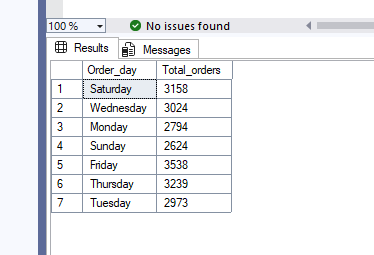 100 % No issues found
Results Messages
Order_day Total_orders
1 Saturday 3158
2 Wednesday 3024
3 Monday 2794
4 Sunday 2624
5 Friday 3538
6 Thursday 3239
7 Tuesday 2973